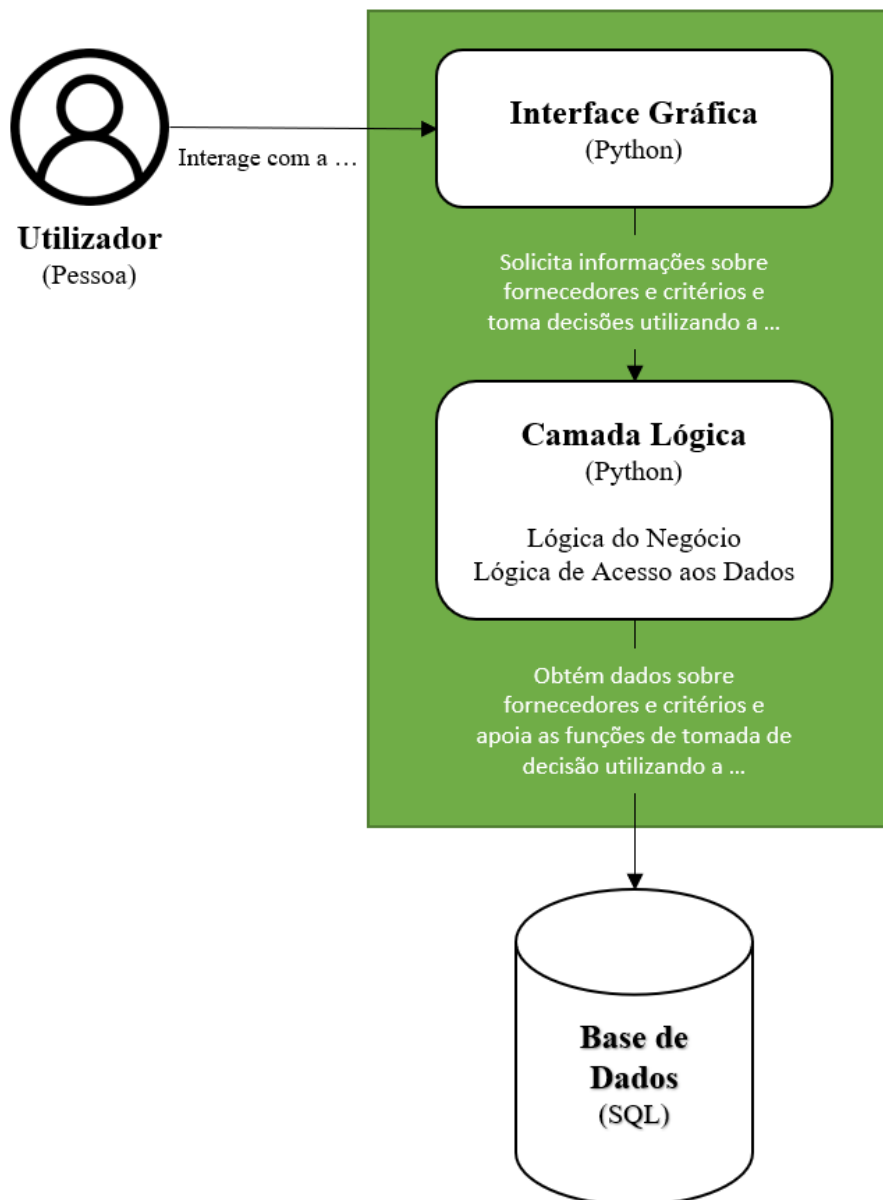 Utilizador
(Pessoa)
Interage com a …
Interface Gráfica
(Python)
Solicita informações sobre
fornecedores e critérios e
toma decisões utilizando a …
Camada Lógica
(Python)
Lógica do Negócio
Lógica de Acesso aos Dados
Obtém dados sobre
fornecedores e critérios e
apoia as funções de tomada de
decisão utilizando a …
Base de
Dados
(SQL)